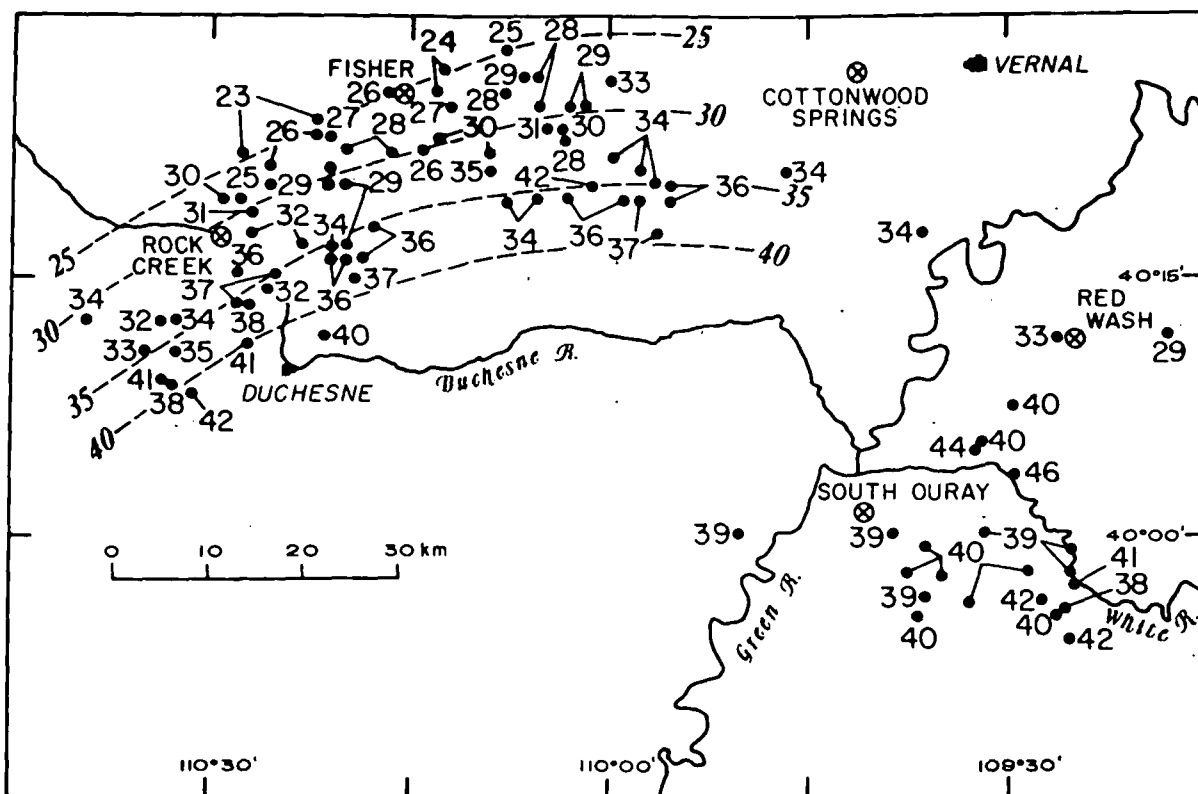 25 28 25
24
FISHER
29 29
VERNAL
26 33
COTTONWOOD
SPRINGS
23
27 27 28
26 28 30 31 30 34 30
26 28
35
34
30 25 29 29 42 36 35
31 32 34
34 36 37
34
ROCK
CREEK
36 36
40
25
37 32 37
40°15'
34
36
RED
WASH
30
32 34 38
40
33
29
33 35 41
35
41 38
DUCHESNE
Duchesne R.
42
40
40
44 40
46
SOUTH OURAY
39 39 39
40°00'
0 10 20 30 km
40
41
38
39 42
40
White R.
40
42
Green R.
110°30' 110°00' 108°30'